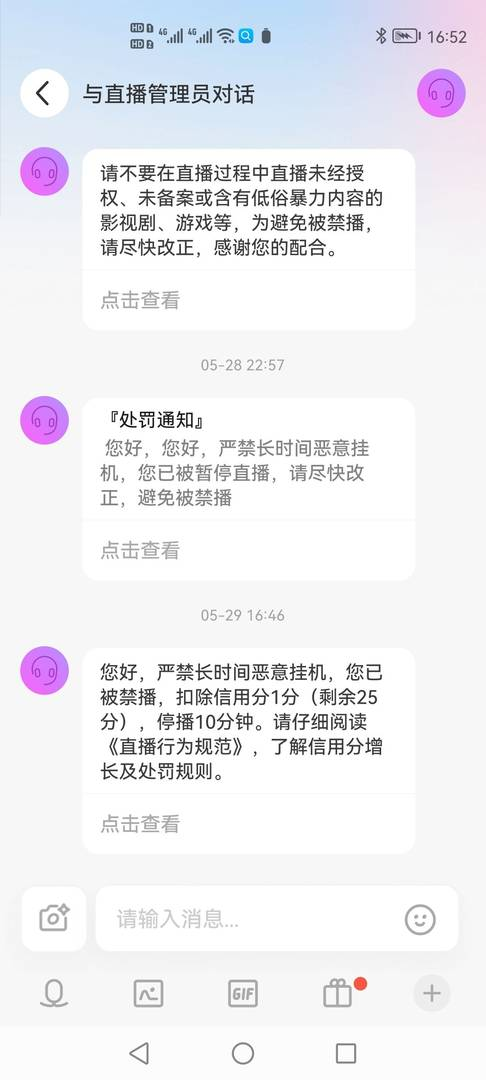 HD 1
HD 2
4G
4G
16:52
与直播管理员对话
请不要在直播过程中直播未经授
权、未备案或含有低俗暴力内容的
影视剧、游戏等，为避免被禁播，
请尽快改正，感谢您的配合。
点击查看
05-28 22:57
『处罚通知』
您好，您好，严禁长时间恶意挂
机，您已被暂停直播，请尽快改
正，避免被禁播
点击查看
05-29 16:46
您好，严禁长时间恶意挂机，您已
被禁播，扣除信用分1分（剩余25
分），停播10分钟。请仔细阅读
《直播行为规范》，了解信用分增
长及处罚规则。
点击查看
请输入消息...
GIF